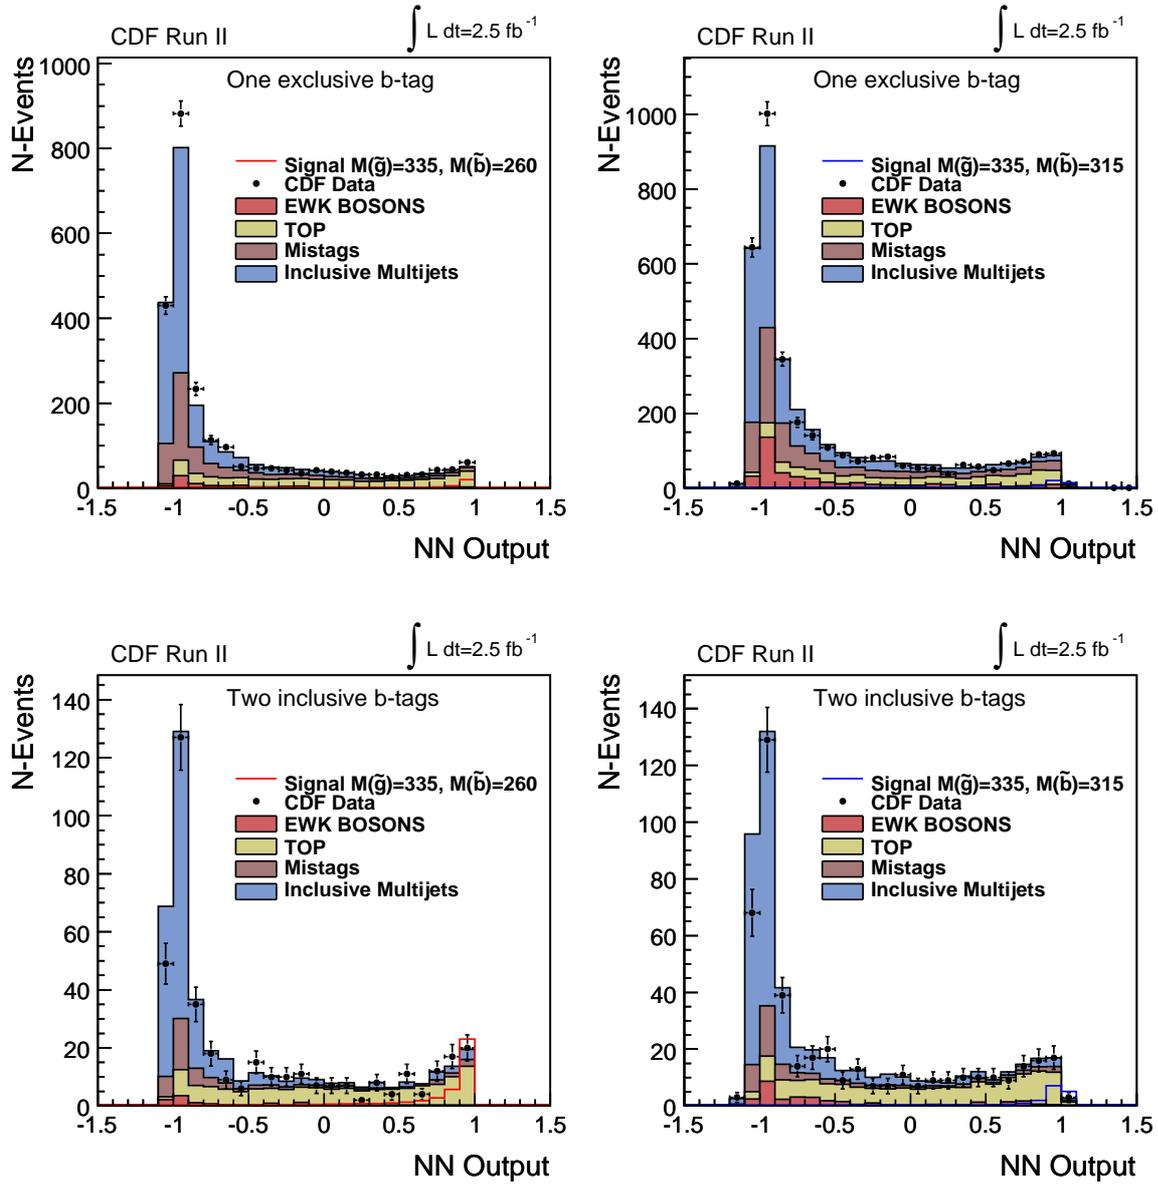 CDF Run II
∫ L dt=2.5 fb⁻¹
N-Events
One exclusive b-tag
Signal M(g̃)=335, M(b̃)=260
CDF Data
EWK BOSONS
TOP
Mistags
Inclusive Multijets
1000
800
600
400
200
0
-1.5 -1 -0.5 0 0.5 1 1.5
NN Output
CDF Run II
∫ L dt=2.5 fb⁻¹
N-Events
One exclusive b-tag
Signal M(g̃)=335, M(b̃)=315
CDF Data
EWK BOSONS
TOP
Mistags
Inclusive Multijets
1000
800
600
400
200
0
-1.5 -1 -0.5 0 0.5 1 1.5
NN Output
CDF Run II
∫ L dt=2.5 fb⁻¹
N-Events
Two inclusive b-tags
Signal M(g̃)=335, M(b̃)=260
CDF Data
EWK BOSONS
TOP
Mistags
Inclusive Multijets
140
120
100
80
60
40
20
0
-1.5 -1 -0.5 0 0.5 1 1.5
NN Output
CDF Run II
∫ L dt=2.5 fb⁻¹
N-Events
Two inclusive b-tags
Signal M(g̃)=335, M(b̃)=315
CDF Data
EWK BOSONS
TOP
Mistags
Inclusive Multijets
140
120
100
80
60
40
20
0
-1.5 -1 -0.5 0 0.5 1 1.5
NN Output